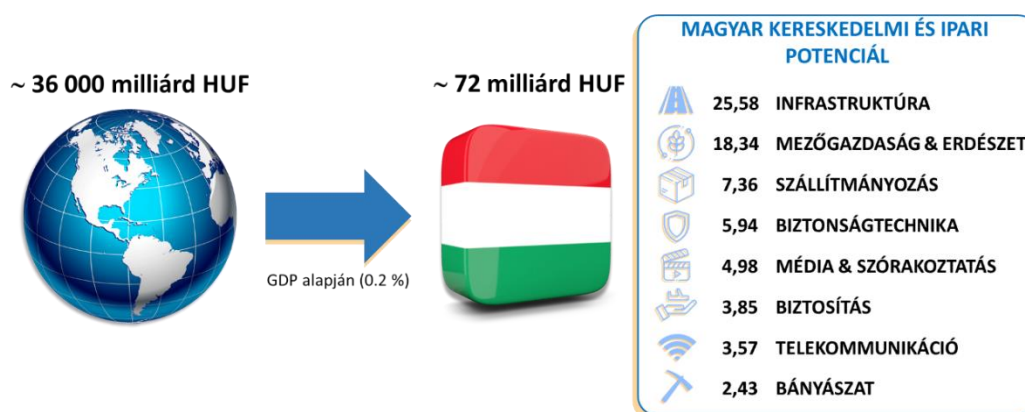 ~ 36 000 milliárd HUF
GDP alapján (0.2 %)
~ 72 milliárd HUF
MAGYAR KERESKEDELMI ÉS IPARI
POTENCIÁL
25,58 INFRASTRUKTÚRA
18,34 MEZŐGAZDASÁG & ERDÉSZET
7,36 SZÁLLÍTMÁNYOZÁS
5,94 BIZTONSÁGTECHNIKA
4,98 MÉDIA & SZÓRAKOZTATÁS
3,85 BIZTOSÍTÁS
3,57 TELEKOMMUNIKÁCIÓ
2,43 BÁNYÁSZAT